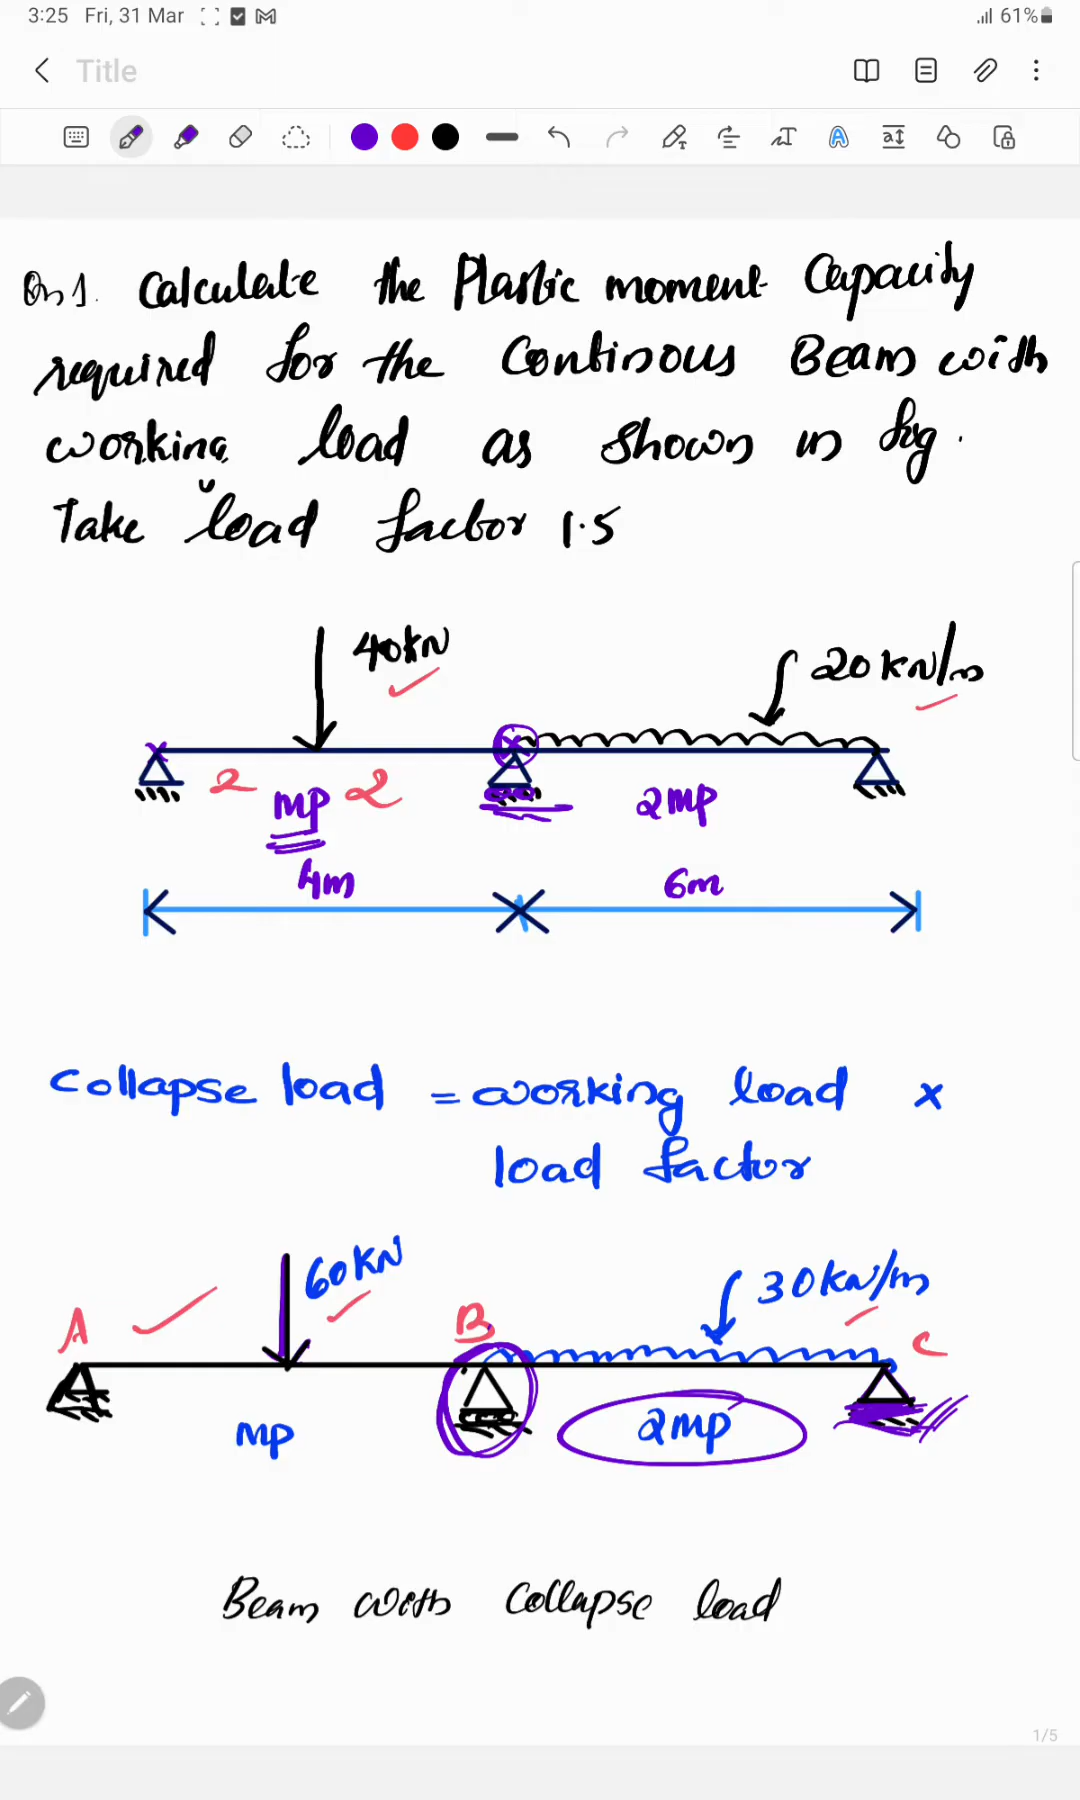 3:25 Fri, 31 Mar
61%
Title
Qn 1. Calculate the Plastic moment Capacity
required for the Continous Beam with
working load as shown in fig.
Take load factor 1.5
40kN
20 kN/m
2 2
MP
2MP
4m
6m
Collapse load = working load x
load factor
60KN
30kN/m
A
B
C
MP
2MP
Beam with Collapse load
1/5